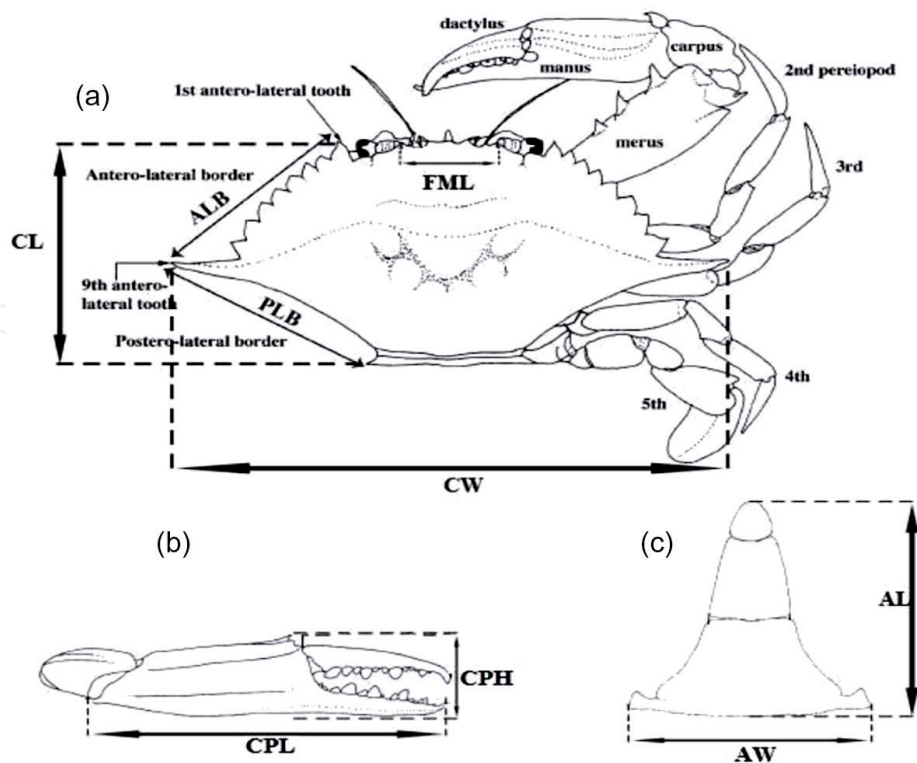 dactylus
carpus
manus
2nd pereiopod
(a)
1st antero-lateral tooth
merus
3rd
FML
Antero-lateral border
ALB
CL
9th antero-
lateral tooth
PLB
Postero-lateral border
4th
5th
CW
(b)
(c)
AL
CPH
CPL
AW